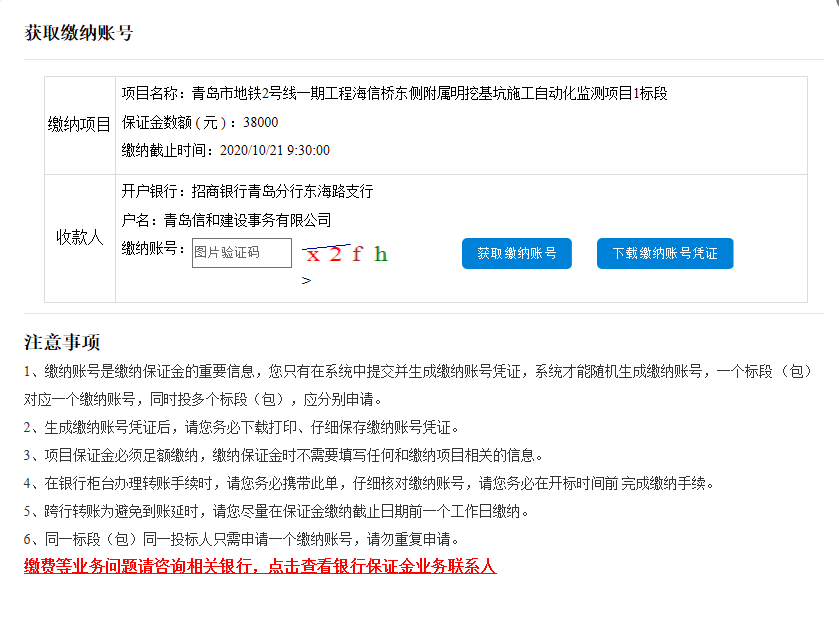 获取缴纳账号
缴纳项目
项目名称：青岛市地铁2号线一期工程海信桥东侧附属明挖基坑施工自动化监测项目1标段
保证金数额 ( 元 ) ：38000
缴纳截止时间：2020/10/21 9:30:00
收款人
开户银行：招商银行青岛分行东海路支行
户名：青岛信和建设事务有限公司
缴纳账号：
图片验证码
x 2 f h
>
获取缴纳账号
下载缴纳账号凭证
注意事项
1、缴纳账号是缴纳保证金的重要信息，您只有在系统中提交并生成缴纳账号凭证，系统才能随机生成缴纳账号，一个标段 （包）
对应一个缴纳账号，同时投多个标段（包），应分别申请。
2、生成缴纳账号凭证后，请您务必下载打印、仔细保存缴纳账号凭证。
3、项目保证金必须足额缴纳，缴纳保证金时不需要填写任何和缴纳项目相关的信息。
4、在银行柜台办理转账手续时，请您务必携带此单，仔细核对缴纳账号，请您务必在开标时间前 完成缴纳手续。
5、跨行转账为避免到账延时，请您尽量在保证金缴纳截止日期前一个工作日缴纳。
6、同一标段（包）同一投标人只需申请一个缴纳账号，请勿重复申请。
缴费等业务问题请咨询相关银行，点击查看银行保证金业务联系人